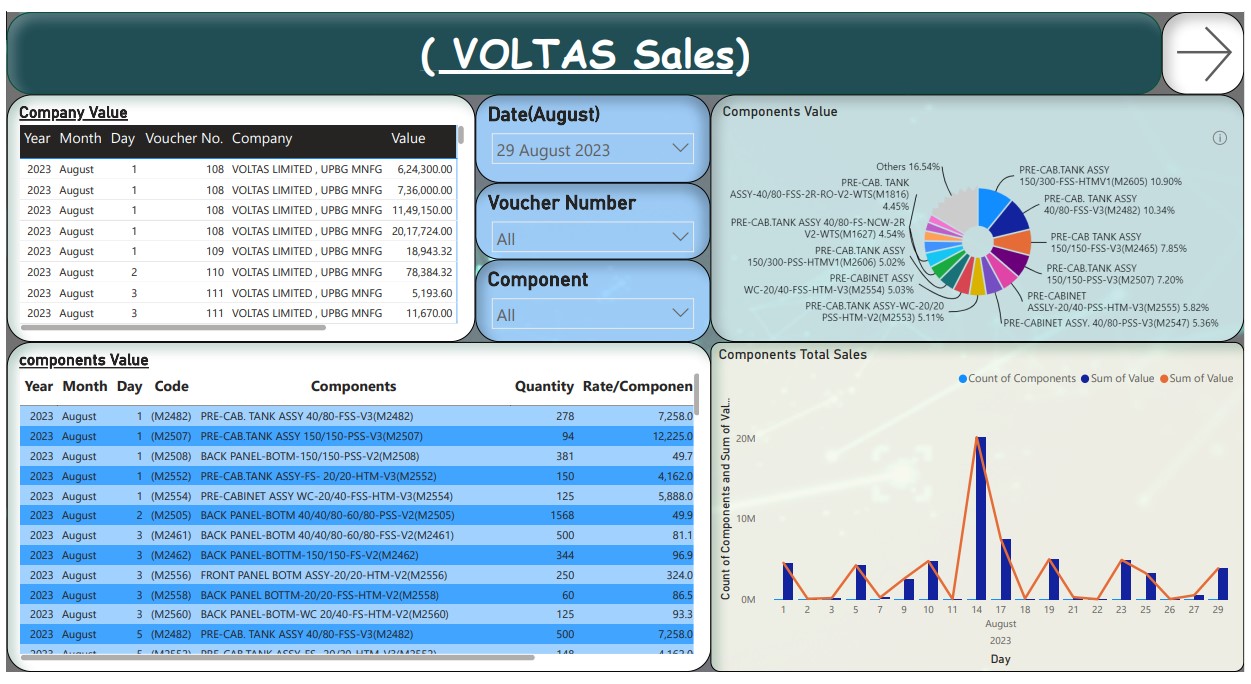 ( VOLTAS Sales)
Company Value
Year Month Day Voucher No. Company Value
2023 August 1 108 VOLTAS LIMITED , UPBG MNFG 6,24,300.00
2023 August 1 108 VOLTAS LIMITED , UPBG MNFG 7,36,000.00
2023 August 1 108 VOLTAS LIMITED , UPBG MNFG 11,49,150.00
2023 August 1 108 VOLTAS LIMITED , UPBG MNFG 20,17,724.00
2023 August 1 109 VOLTAS LIMITED , UPBG MNFG 18,943.32
2023 August 2 110 VOLTAS LIMITED , UPBG MNFG 78,384.32
2023 August 3 111 VOLTAS LIMITED , UPBG MNFG 5,193.60
2023 August 3 111 VOLTAS LIMITED , UPBG MNFG 11,670.00
Date(August)
29 August 2023
Voucher Number
All
Component
All
Components Value
Others 16.54%
PRE-CAB. TANK
ASSY-40/80-FSS-2R-RO-V2-WTS(M1816)
4.45%
PRE-CAB.TANK ASSY 40/80-FS-NCW-2R
V2-WTS(M1627) 4.54%
PRE-CAB.TANK ASSY
150/300-PSS-HTMV1(M2606) 5.02%
PRE-CABINET ASSY
WC-20/40-FSS-HTM-V3(M2554) 5.03%
PRE-CAB.TANK ASSY-WC-20/20
PSS-HTM-V2(M2553) 5.11%
PRE-CAB.TANK ASSY
150/300-FSS-HTMV1(M2605) 10.90%
PRE-CAB. TANK ASSY
40/80-FSS-V3(M2482) 10.34%
PRE-CAB TANK ASSY
150/150-FSS-V3(M2465) 7.85%
PRE-CAB.TANK ASSY
150/150-PSS-V3(M2507) 7.20%
PRE-CABINET
ASSLY-20/40-PSS-HTM-V3(M2555) 5.82%
PRE-CABINET ASSY. 40/80-PSS-V3(M2547) 5.36%
components Value
Year Month Day Code Components Quantity Rate/Componen
2023 August 1 (M2482) PRE-CAB. TANK ASSY 40/80-FSS-V3(M2482) 278 7,258.0
2023 August 1 (M2507) PRE-CAB.TANK ASSY 150/150-PSS-V3(M2507) 94 12,225.0
2023 August 1 (M2508) BACK PANEL-BOTM-150/150-PSS-V2(M2508) 381 49.7
2023 August 1 (M2552) PRE-CAB.TANK ASSY-FS- 20/20-HTM-V3(M2552) 150 4,162.0
2023 August 1 (M2554) PRE-CABINET ASSY WC-20/40-FSS-HTM-V3(M2554) 125 5,888.0
2023 August 2 (M2505) BACK PANEL-BOTM 40/40/80-60/80-PSS-V2(M2505) 1568 49.9
2023 August 3 (M2461) BACK PANEL-BOTM 40/40/80-60/80-FSS-V2(M2461) 500 81.1
2023 August 3 (M2462) BACK PANEL-BOTTM-150/150-FS-V2(M2462) 344 96.9
2023 August 3 (M2556) FRONT PANEL BOTM ASSY-20/20-HTM-V2(M2556) 250 324.0
2023 August 3 (M2558) BACK PANEL BOTTM-20/20-FSS-HTM-V3(M2558) 60 86.5
2023 August 3 (M2560) BACK PANEL-BOTM-WC 20/40-FS-HTM-V2(M2560) 125 93.3
2023 August 5 (M2482) PRE-CAB. TANK ASSY 40/80-FSS-V3(M2482) 500 7,258.0
Components Total Sales
Count of Components Sum of Value Sum of Value
Count of Components and Sum of Val...
20M
10M
0M
1 2 3 5 7 9 10 11 14 17 18 19 21 22 23 25 26 27 29
August
2023
Day